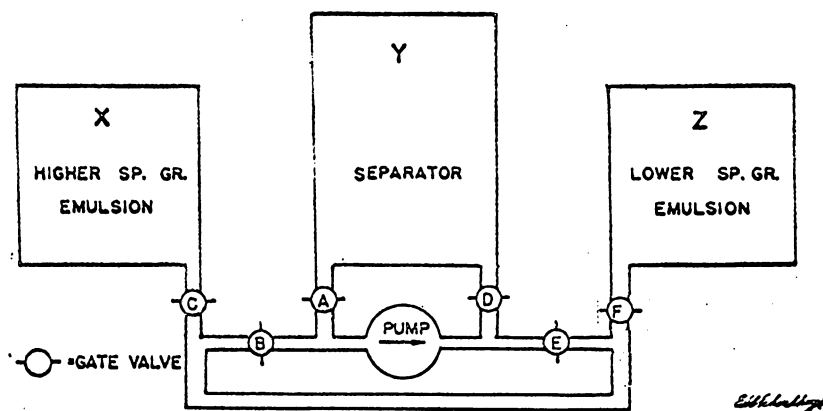 X
HIGHER SP. GR.
EMULSION
Y
SEPARATOR
Z
LOWER SP. GR.
EMULSION
C
A
D
F
B
PUMP
E
=GATE VALVE